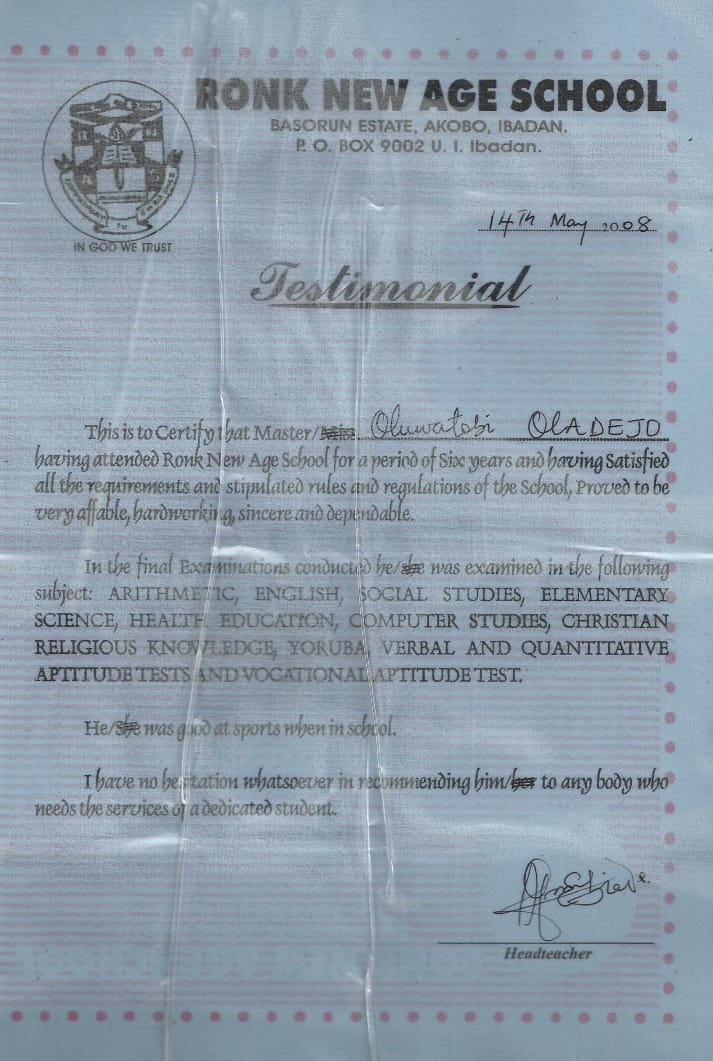 RONK NEW AGE SCHOOL
BASORUN ESTATE, AKOBO, IBADAN.
P. O. BOX 9002 U. I. Ibadan.
IN GOD WE TRUST
14Th May 2008
Testimonial
This is to Certify that Master/Miss Oluwatobi OLADEJO
having attended Ronk New Age School for a period of Six years and having Satisfied
all the requirements and stipulated rules and regulations of the School, Proved to be
very affable, hardworking, sincere and dependable.
In the final Examinations conducted he/she was examined in the following
subject: ARITHMETIC, ENGLISH, SOCIAL STUDIES, ELEMENTARY
SCIENCE, HEALTH EDUCATION, COMPUTER STUDIES, CHRISTIAN
RELIGIOUS KNOWLEDGE, YORUBA, VERBAL AND QUANTITATIVE
APTITUDE TESTS AND VOCATIONAL APTITUDE TEST.
He/She was good at sports when in school.
I have no hesitation whatsoever in recommending him/her to any body who
needs the services of a dedicated student.
Headteacher